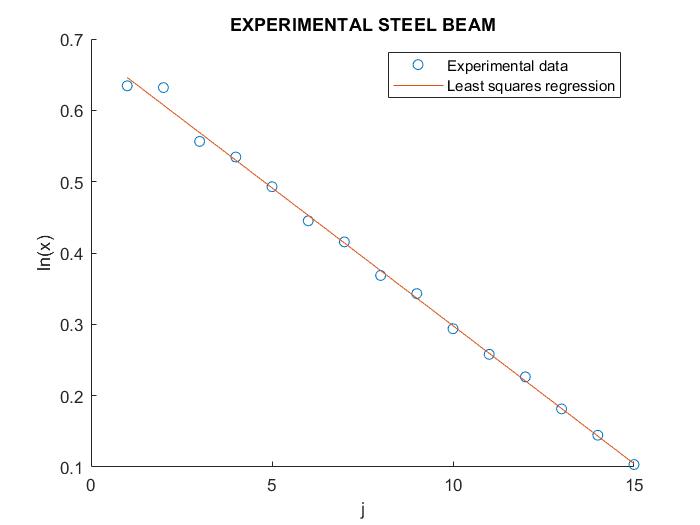 EXPERIMENTAL STEEL BEAM
0.7
Experimental data
Least squares regression
0.6
0.5
0.4
ln(x)
0.3
0.2
0.1
0
5
10
15
j